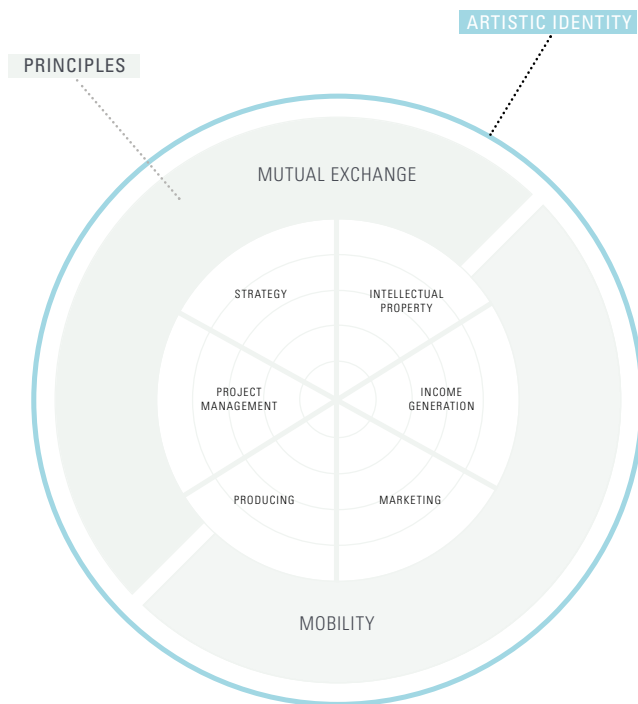 ARTISTIC IDENTITY
PRINCIPLES
MUTUAL EXCHANGE
STRATEGY
INTELLECTUAL
PROPERTY
PROJECT
MANAGEMENT
INCOME
GENERATION
PRODUCING
MARKETING
MOBILITY